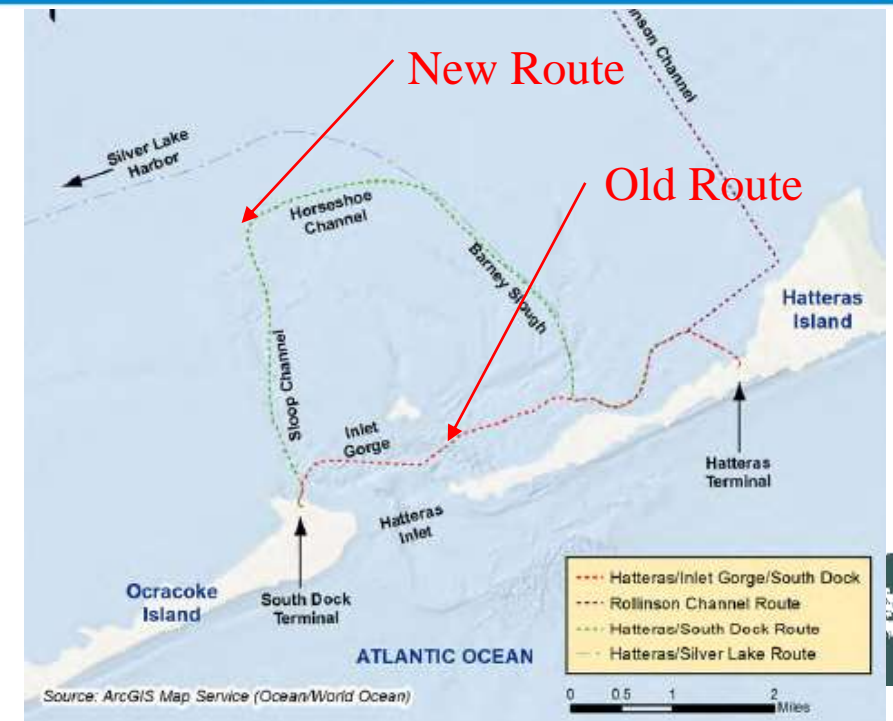 New Route
Old Route
Channel
Silver Lake
Harbor
Horseshoe
Channel
Barney Slough
Hatteras
Island
Sloop Channel
Inlet
Gorge
Hatteras
Terminal
Hatteras
Inlet
Ocracoke
Island
South Dock
Terminal
ATLANTIC OCEAN
Hatteras/Inlet Gorge/South Dock
Rollinson Channel Route
Hatteras/South Dock Route
Hatteras/Silver Lake Route
Source: ArcGIS Map Service (Ocean/World Ocean)
0 0.5 1 2
Miles